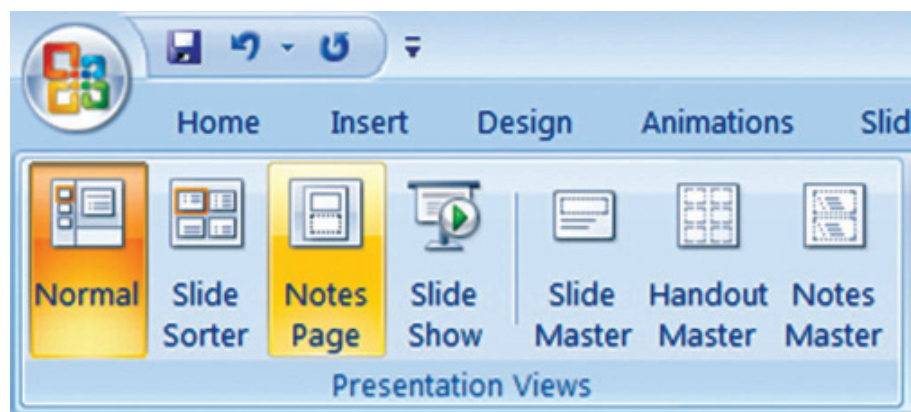 Home Insert Design Animations Slid
Normal Slide Sorter Notes Page Slide Show Slide Master Handout Master Notes Master
Presentation Views